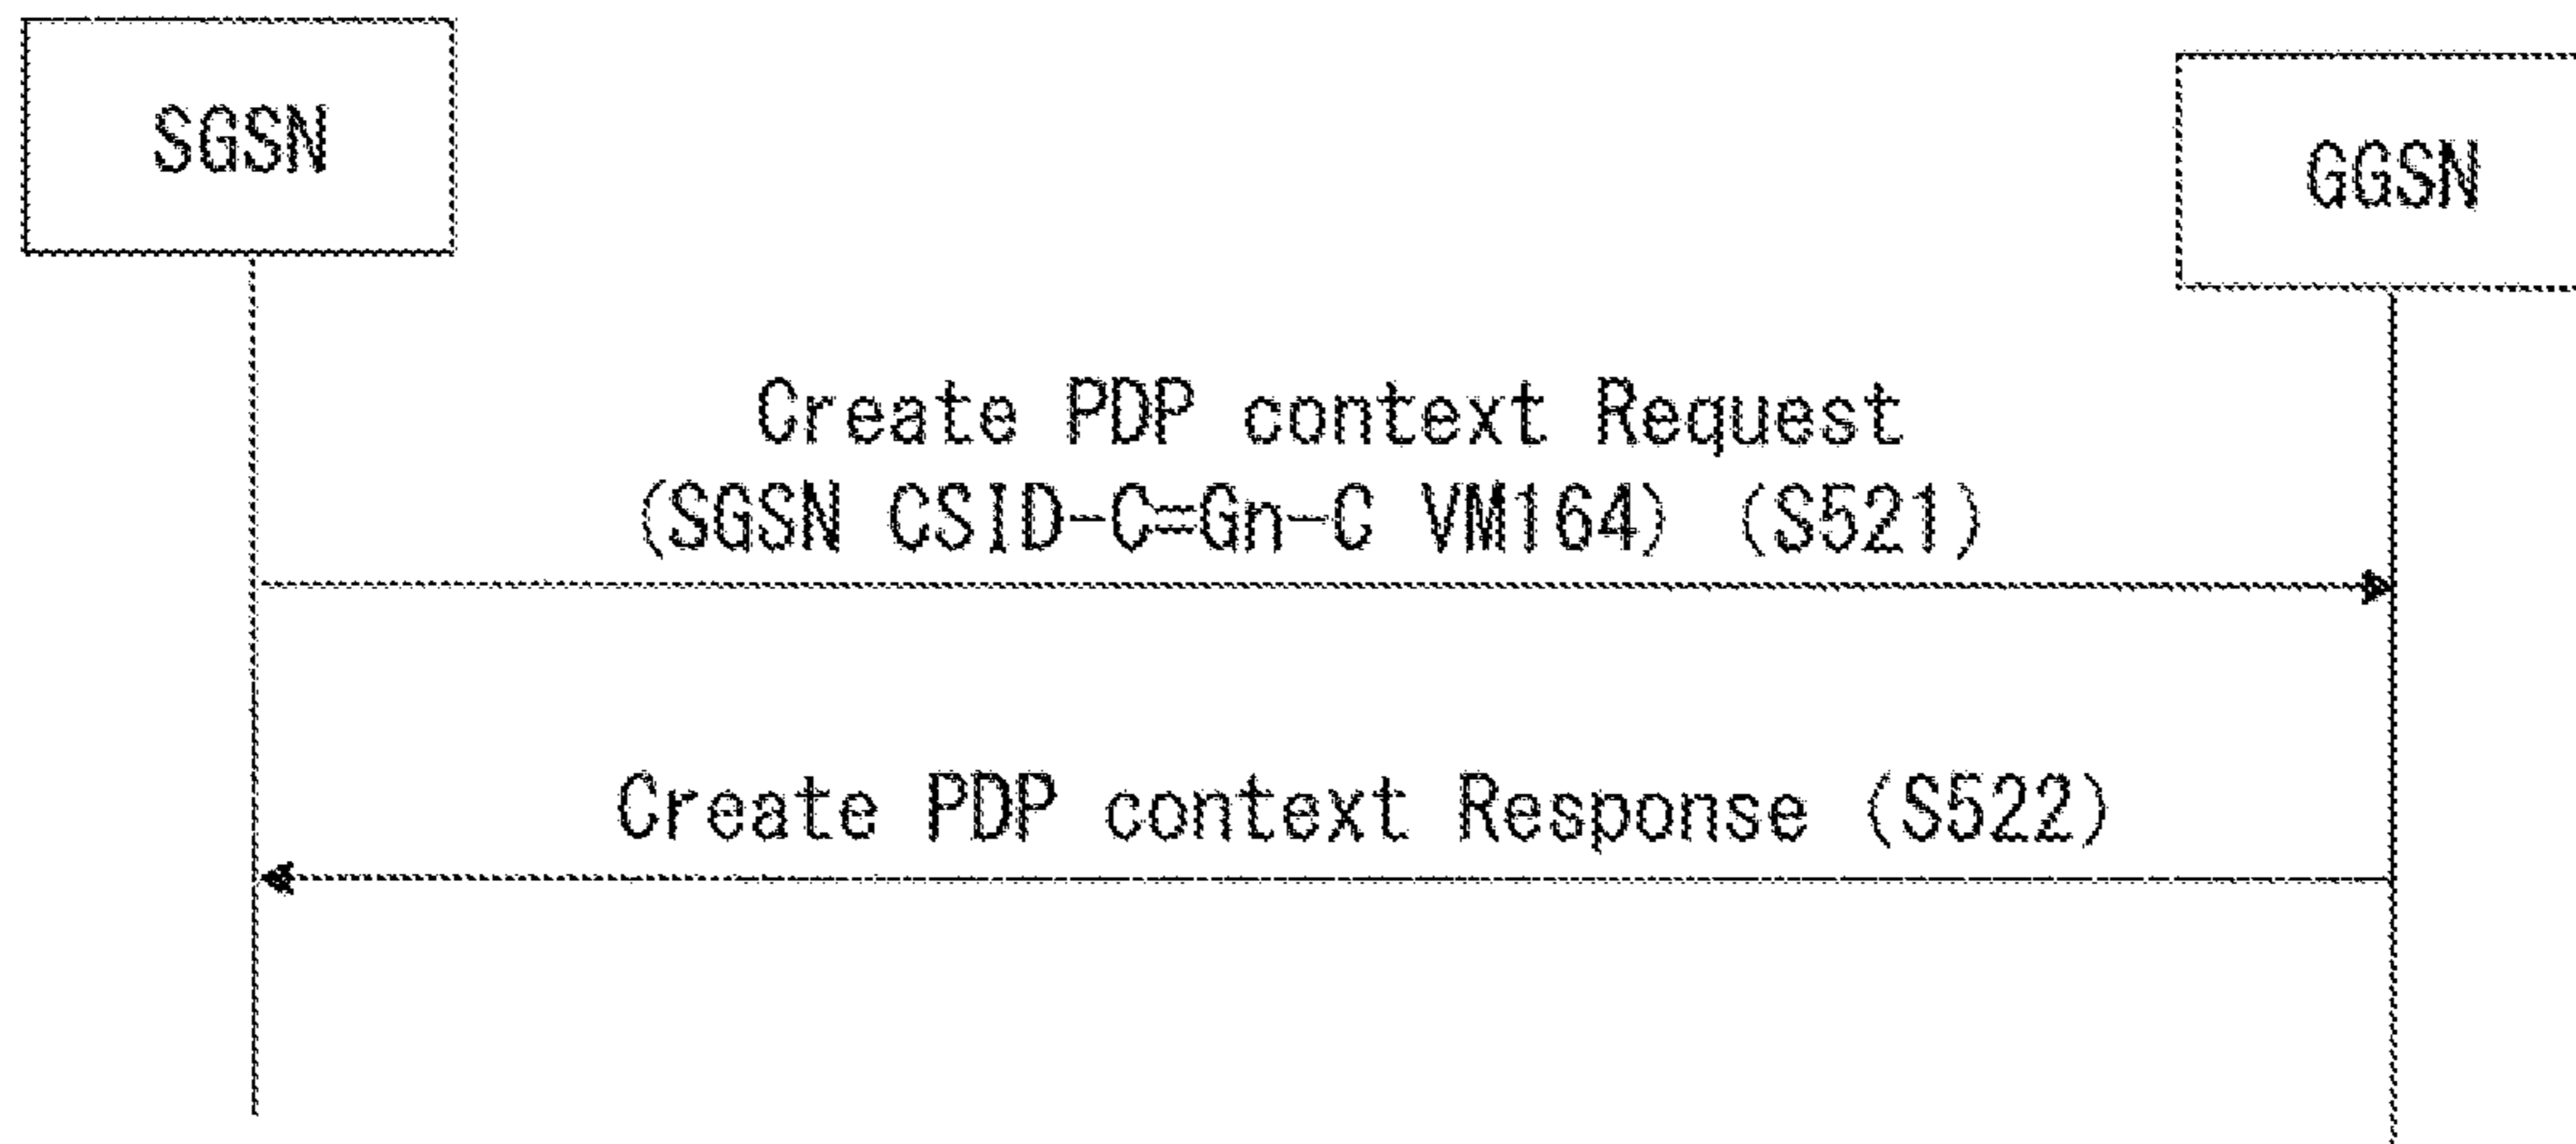 SGSN
GGSN
Create PDP context Request
(SGSN CSID-C=Gn-C VM164) (S521)
Create PDP context Response (S522)